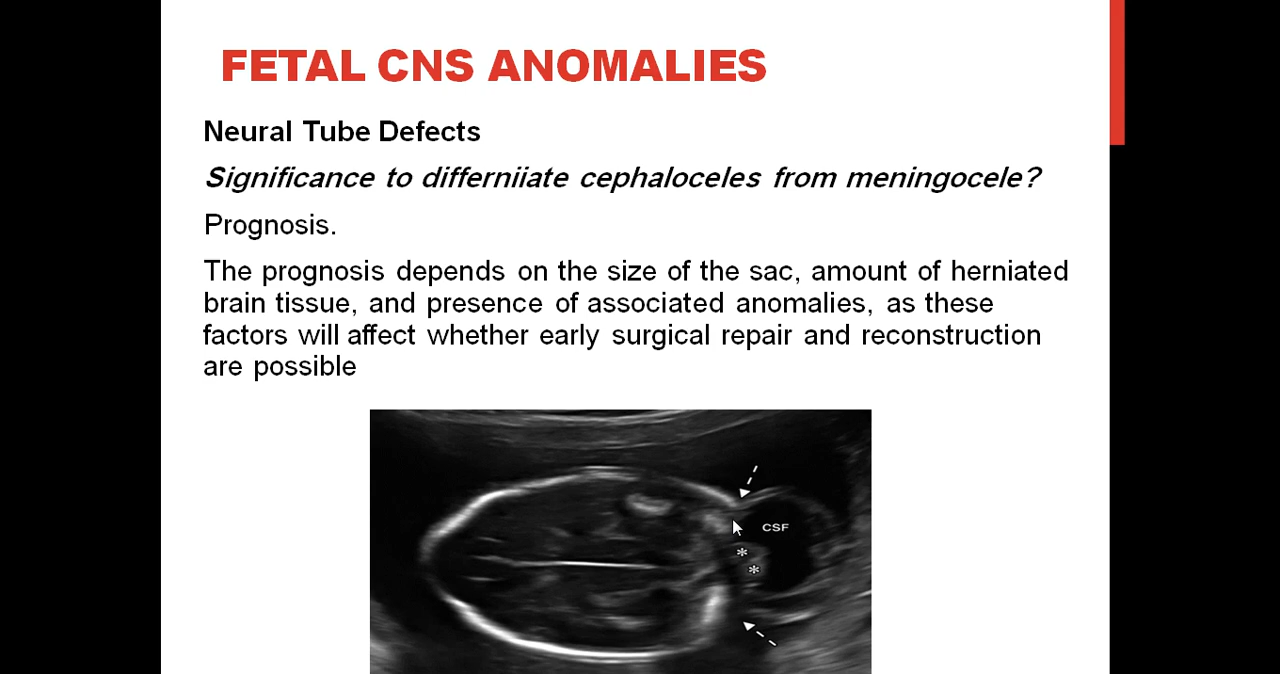 FETAL CNS ANOMALIES
Neural Tube Defects
Significance to differniiate cephaloceles from meningocele?
Prognosis.
The prognosis depends on the size of the sac, amount of herniated
brain tissue, and presence of associated anomalies, as these
factors will affect whether early surgical repair and reconstruction
are possible
CSF
*
*